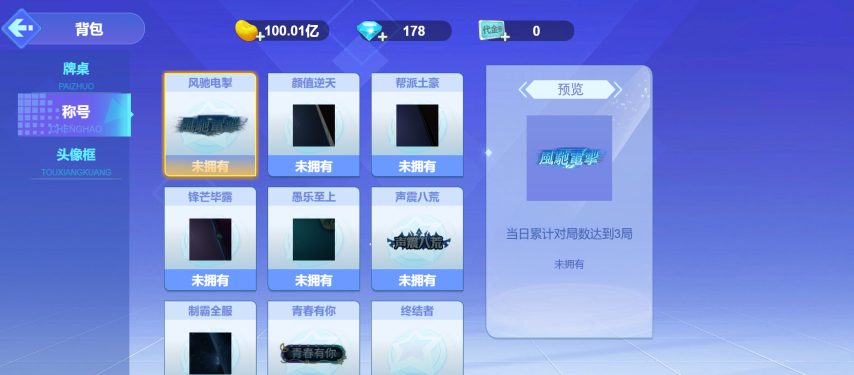 背包
100.01亿
178
代金券
0
牌桌
PAIZHUO
称号
CHENGHAO
头像框
TOUXIANGKUANG
风驰电掣
颜值逆天
帮派土豪
風馳電掣
未拥有
未拥有
未拥有
锋芒毕露
愚乐至上
声震八荒
声震八荒
未拥有
未拥有
未拥有
制霸全服
青春有你
终结者
青春有你
预览
風馳電掣
当日累计对局数达到3局
未拥有